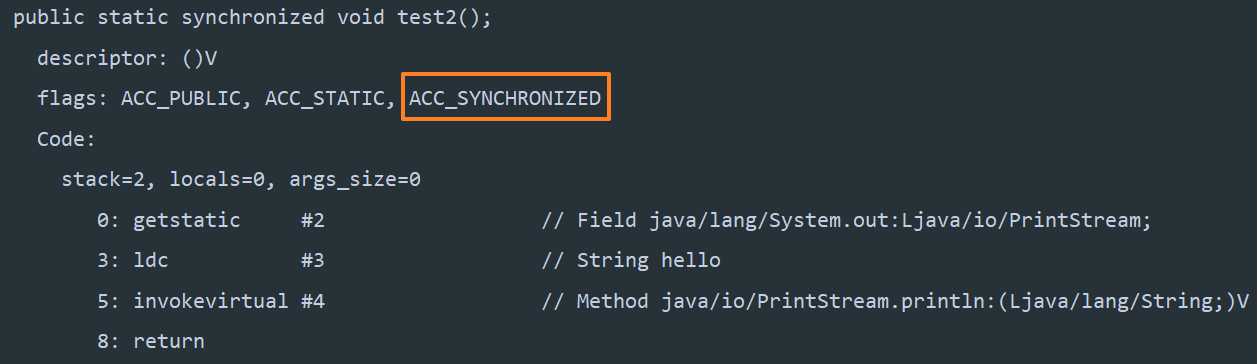 public static synchronized void test2();
descriptor: ()V
flags: ACC_PUBLIC, ACC_STATIC, ACC_SYNCHRONIZED
Code:
stack=2, locals=0, args_size=0
0: getstatic #2 // Field java/lang/System.out:Ljava/io/PrintStream;
3: ldc #3 // String hello
5: invokevirtual #4 // Method java/io/PrintStream.println:(Ljava/lang/String;)V
8: return